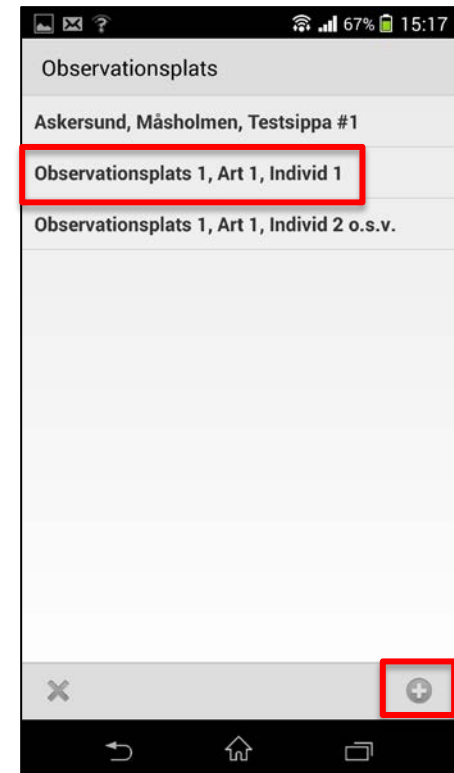 67% 15:17
Observationsplats
Askersund, Måsholmen, Testsippa #1
Observationsplats 1, Art 1, Individ 1
Observationsplats 1, Art 1, Individ 2 o.s.v.